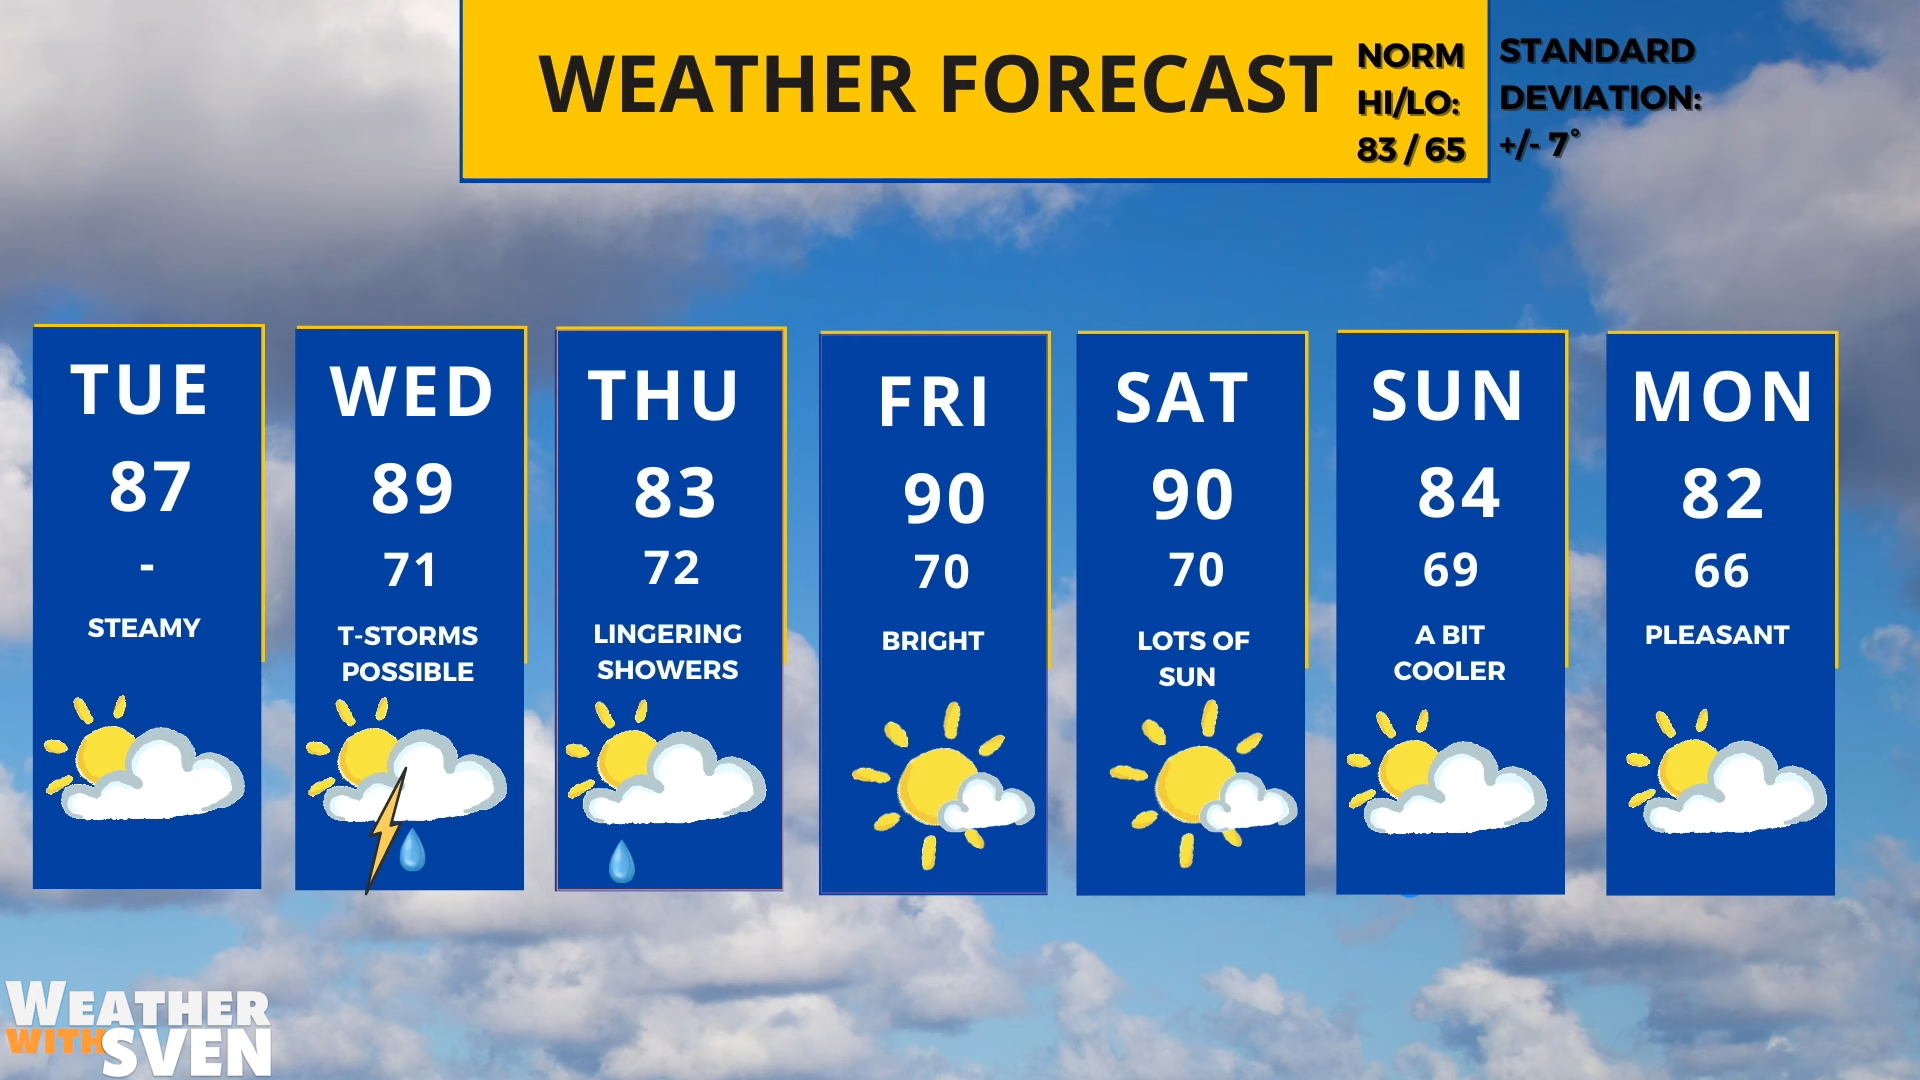 WEATHER FORECAST
NORM
HI/LO:
83 / 65
STANDARD
DEVIATION:
+/- 7°
TUE
87
-
STEAMY
WED
89
71
T-STORMS
POSSIBLE
THU
83
72
LINGERING
SHOWERS
FRI
90
70
BRIGHT
SAT
90
70
LOTS OF
SUN
SUN
84
69
A BIT
COOLER
MON
82
66
PLEASANT
WEATHER
WITH SVEN